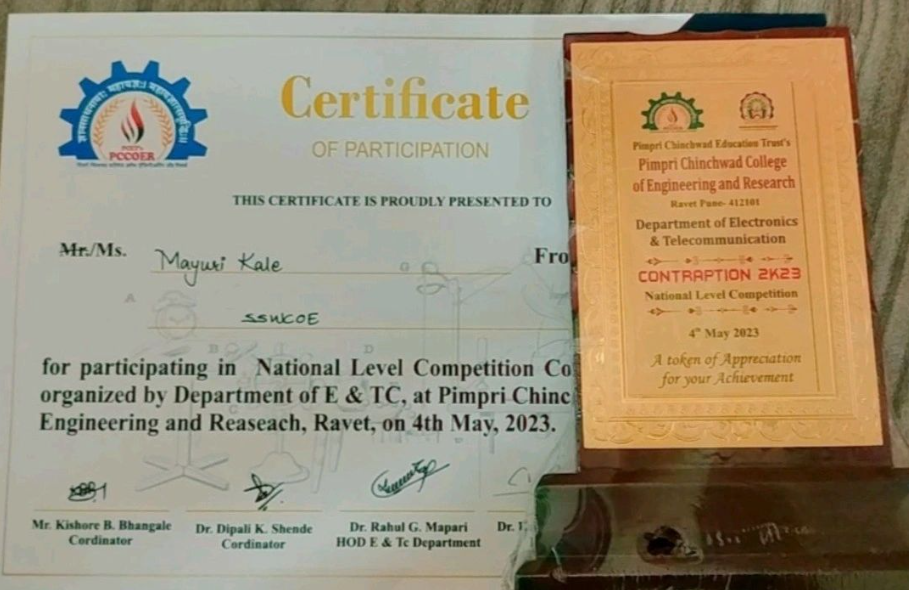 PCET's
PCCOER
Certificate
OF PARTICIPATION
THIS CERTIFICATE IS PROUDLY PRESENTED TO
Mr./Ms. Mayuri Kale Fro
SSWCOE
A
B
D
for participating in National Level Competition Co
organized by Department of E & TC, at Pimpri Chinc
Engineering and Reaseach, Ravet, on 4th May, 2023.
Mr. Kishore B. Bhangale
Cordinator
Dr. Dipali K. Shende
Cordinator
Dr. Rahul G. Mapari
HOD E & Tc Department
Dr.
Pimpri Chinchwad Education Trust's
Pimpri Chinchwad College
of Engineering and Research
Ravet Pune- 412101
Department of Electronics
& Telecommunication
CONTRAPTION 2K23
National Level Competition
4th May 2023
A token of Appreciation
for your Achievement